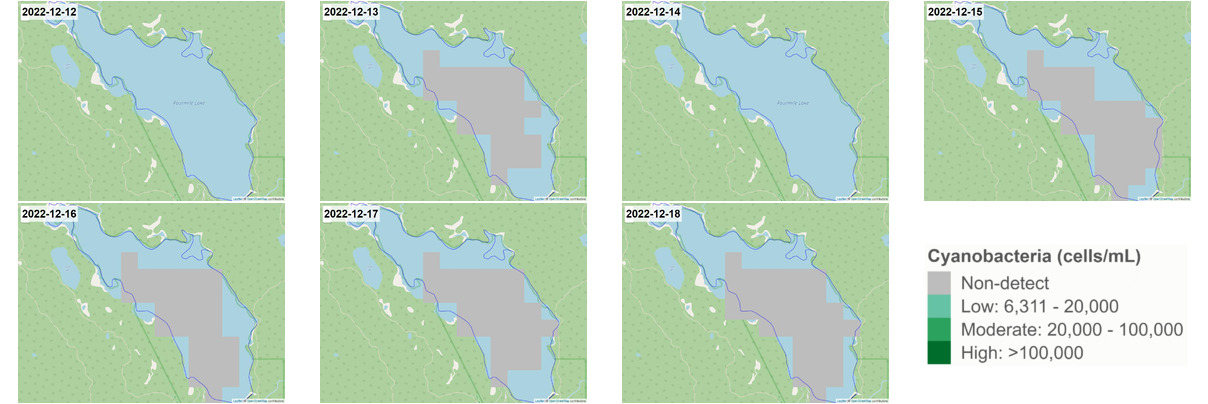 2022-12-12
2022-12-13
2022-12-14
2022-12-15
2022-12-16
2022-12-17
2022-12-18
Cyanobacteria (cells/mL)
Non-detect
Low: 6,311 - 20,000
Moderate: 20,000 - 100,000
High: >100,000